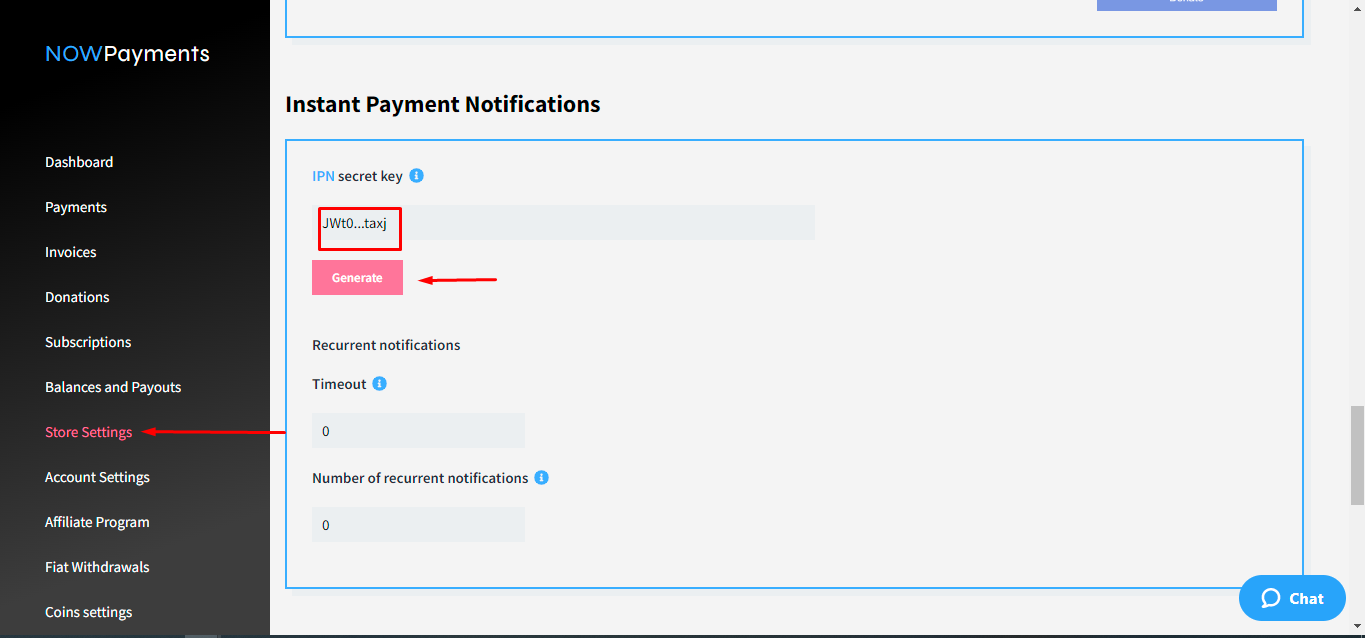 NOWPayments
Dashboard
Payments
Invoices
Donations
Subscriptions
Balances and Payouts
Store Settings
Account Settings
Affiliate Program
Fiat Withdrawals
Coins settings
Instant Payment Notifications
IPN secret key
JWt0...taxj
Generate
Recurrent notifications
Timeout
0
Number of recurrent notifications
0
Chat